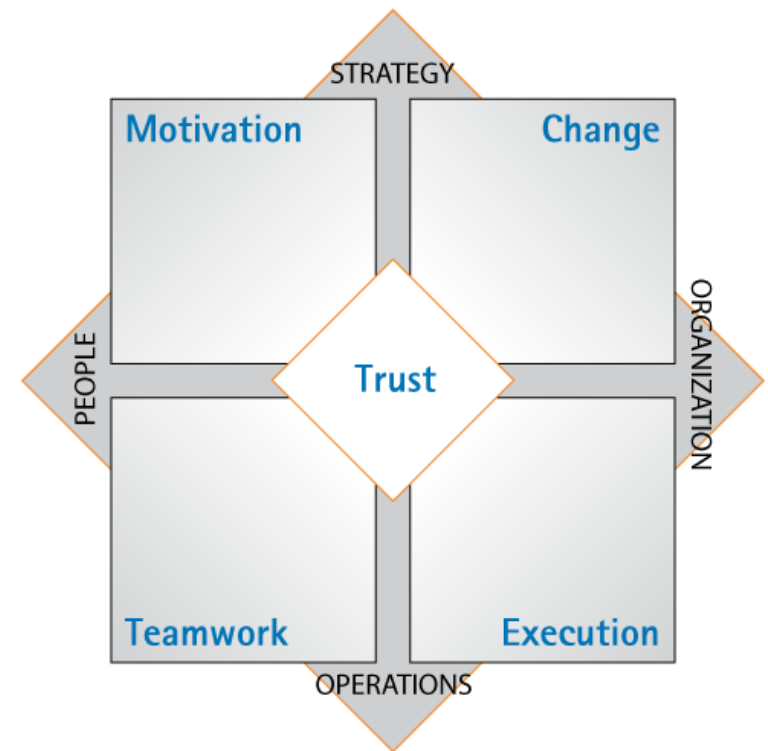 STRATEGY
Motivation
Change
PEOPLE
Trust
ORGANIZATION
Teamwork
Execution
OPERATIONS